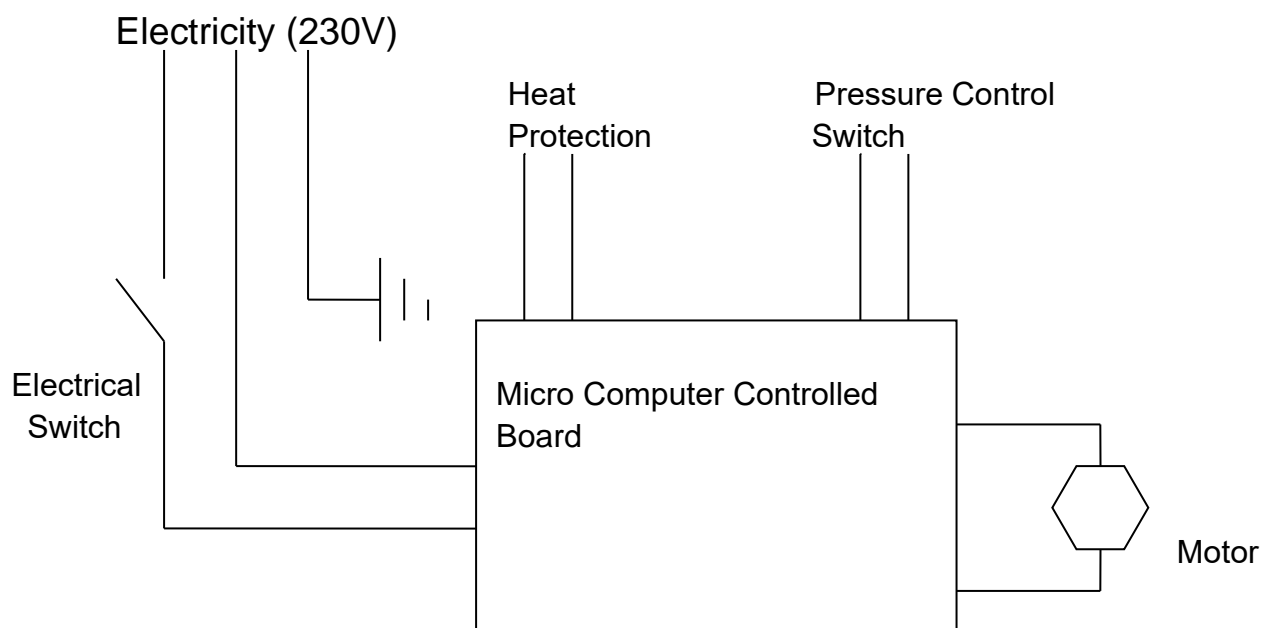 Electricity (230V)
Heat
Protection
Pressure Control
Switch
Electrical
Switch
Micro Computer Controlled
Board
Motor